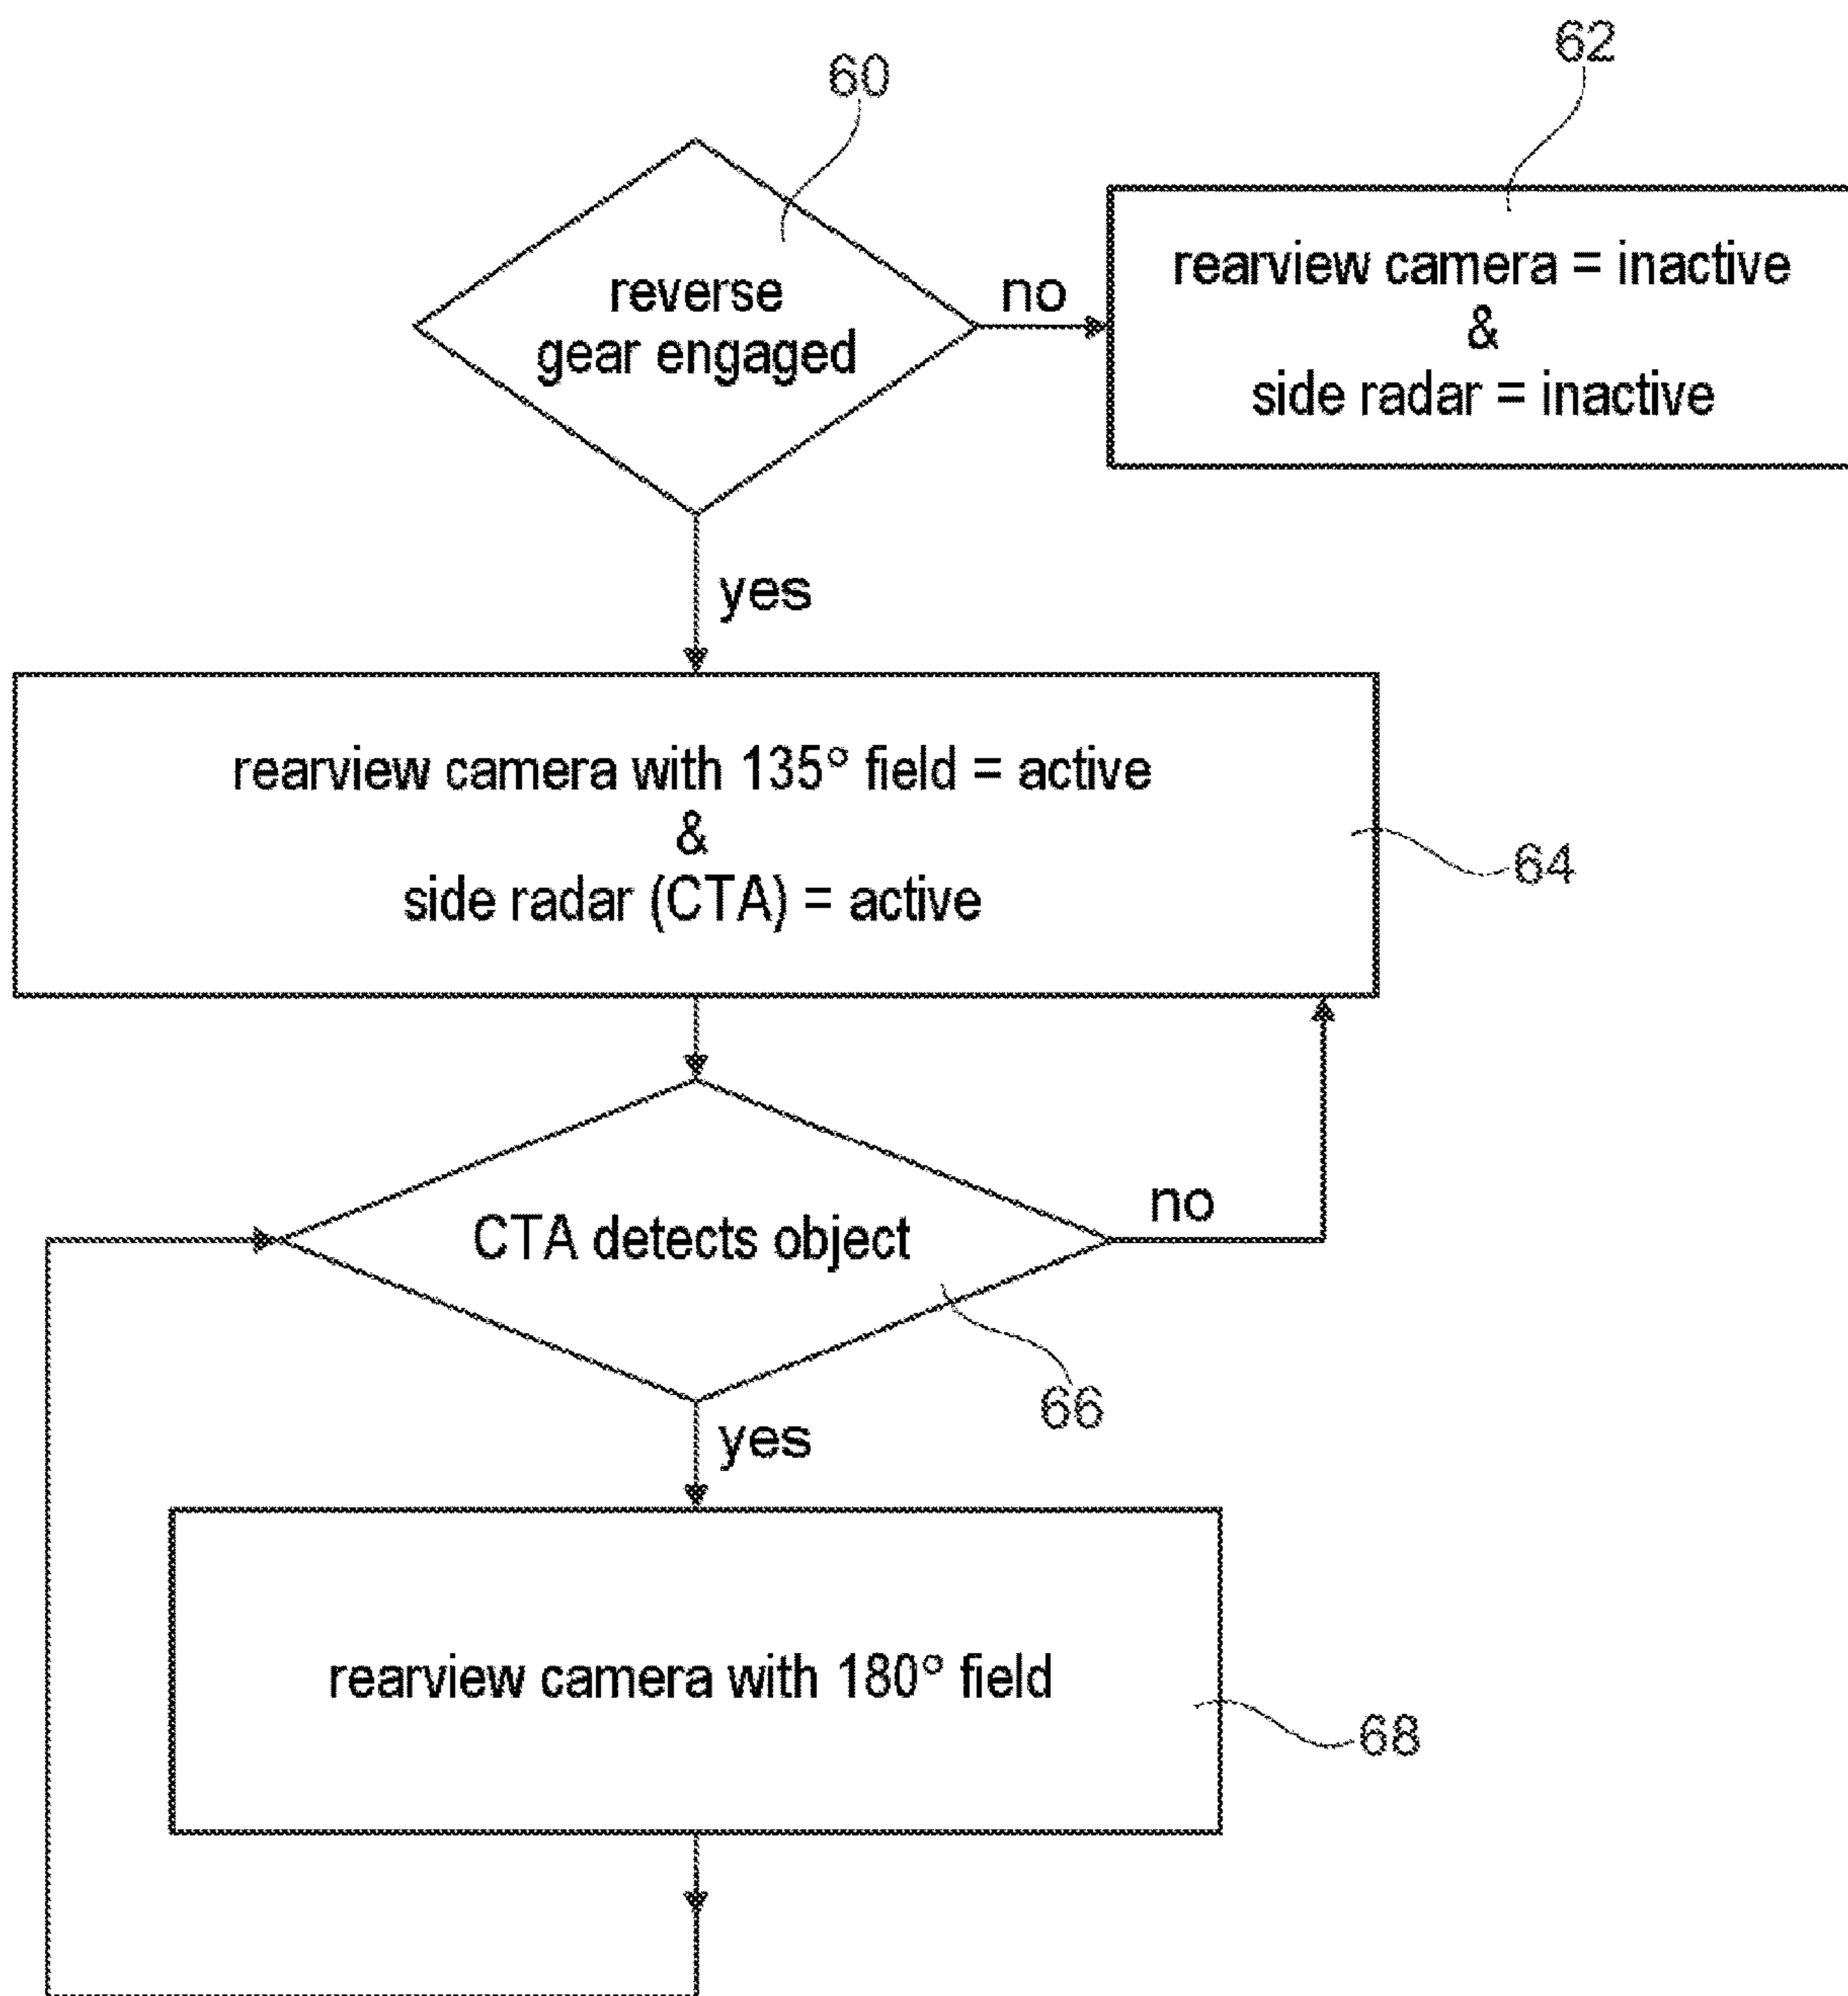 60
62
reverse
gear engaged
no
rearview camera = inactive
&
side radar = inactive
yes
rearview camera with 135° field = active
&
side radar (CTA) = active
64
CTA detects object
no
66
yes
rearview camera with 180° field
68